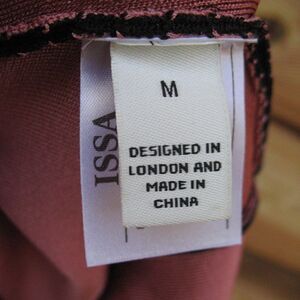 M
DESIGNED IN
LONDON AND
MADE IN
CHINA
ISSA